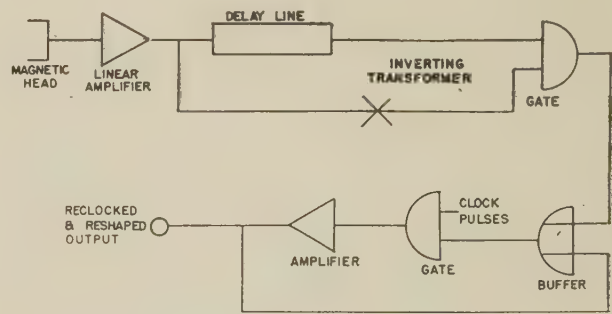 DELAY LINE
MAGNETIC
HEAD
LINEAR
AMPLIFIER
INVERTING
TRANSFORMER
GATE
RECLOCKED
& RESHAPED
OUTPUT
AMPLIFIER
GATE
CLOCK
PULSES
BUFFER